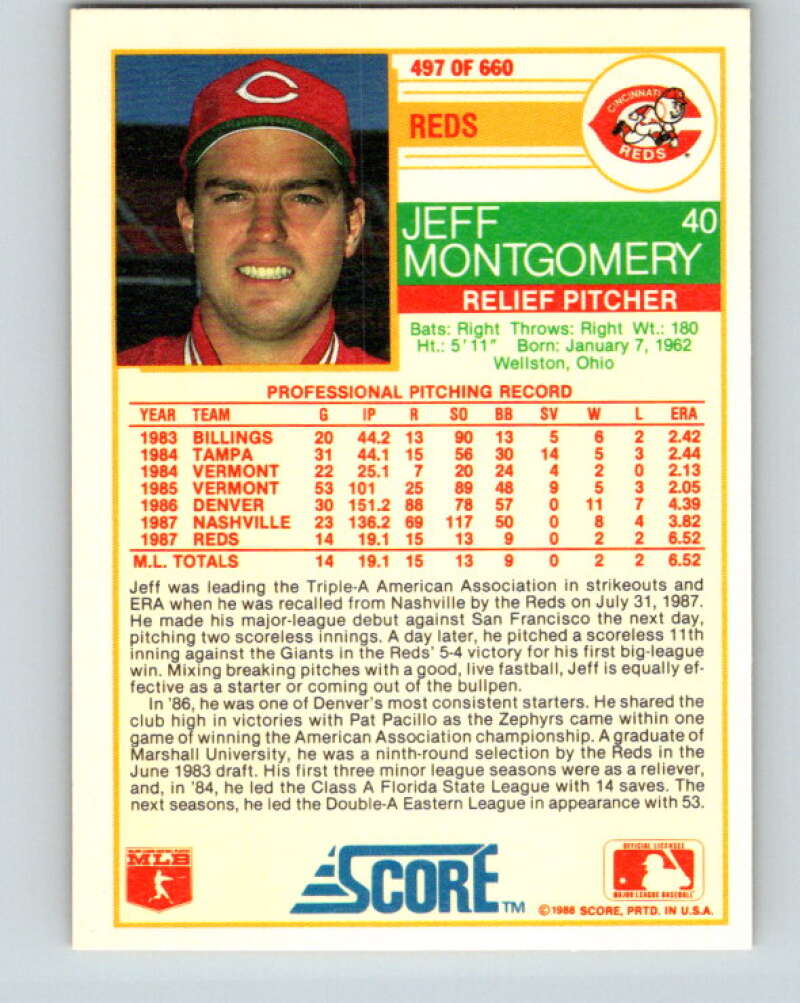 497 OF 660
REDS
CINCINNATI
REDS
JEFF 40
MONTGOMERY
RELIEF PITCHER
Bats: Right Throws: Right Wt.: 180
Ht.: 5'11" Born: January 7, 1962
Wellston, Ohio
PROFESSIONAL PITCHING RECORD
YEAR TEAM G IP R SO BB SV W L ERA
1983 BILLINGS 20 44.2 13 90 13 5 6 2 2.42
1984 TAMPA 31 44.1 15 56 30 14 5 3 2.44
1984 VERMONT 22 25.1 7 20 24 4 2 0 2.13
1985 VERMONT 53 101 25 89 48 9 5 3 2.05
1986 DENVER 30 151.2 88 78 57 0 11 7 4.39
1987 NASHVILLE 23 136.2 69 117 50 0 8 4 3.82
1987 REDS 14 19.1 15 13 9 0 2 2 6.52
M.L. TOTALS 14 19.1 15 13 9 0 2 2 6.52
Jeff was leading the Triple-A American Association in strikeouts and
ERA when he was recalled from Nashville by the Reds on July 31, 1987.
He made his major-league debut against San Francisco the next day,
pitching two scoreless innings. A day later, he pitched a scoreless 11th
inning against the Giants in the Reds' 5-4 victory for his first big-league
win. Mixing breaking pitches with a good, live fastball, Jeff is equally ef-
fective as a starter or coming out of the bullpen.
In '86, he was one of Denver's most consistent starters. He shared the
club high in victories with Pat Pacillo as the Zephyrs came within one
game of winning the American Association championship. A graduate of
Marshall University, he was a ninth-round selection by the Reds in the
June 1983 draft. His first three minor league seasons were as a reliever,
and, in '84, he led the Class A Florida State League with 14 saves. The
next seasons, he led the Double-A Eastern League in appearance with 53.
MLB
SCORE TM
OFFICIAL LICENSEE
MAJOR LEAGUE BASEBALL
©1988 SCORE, PRTD. IN U.S.A.